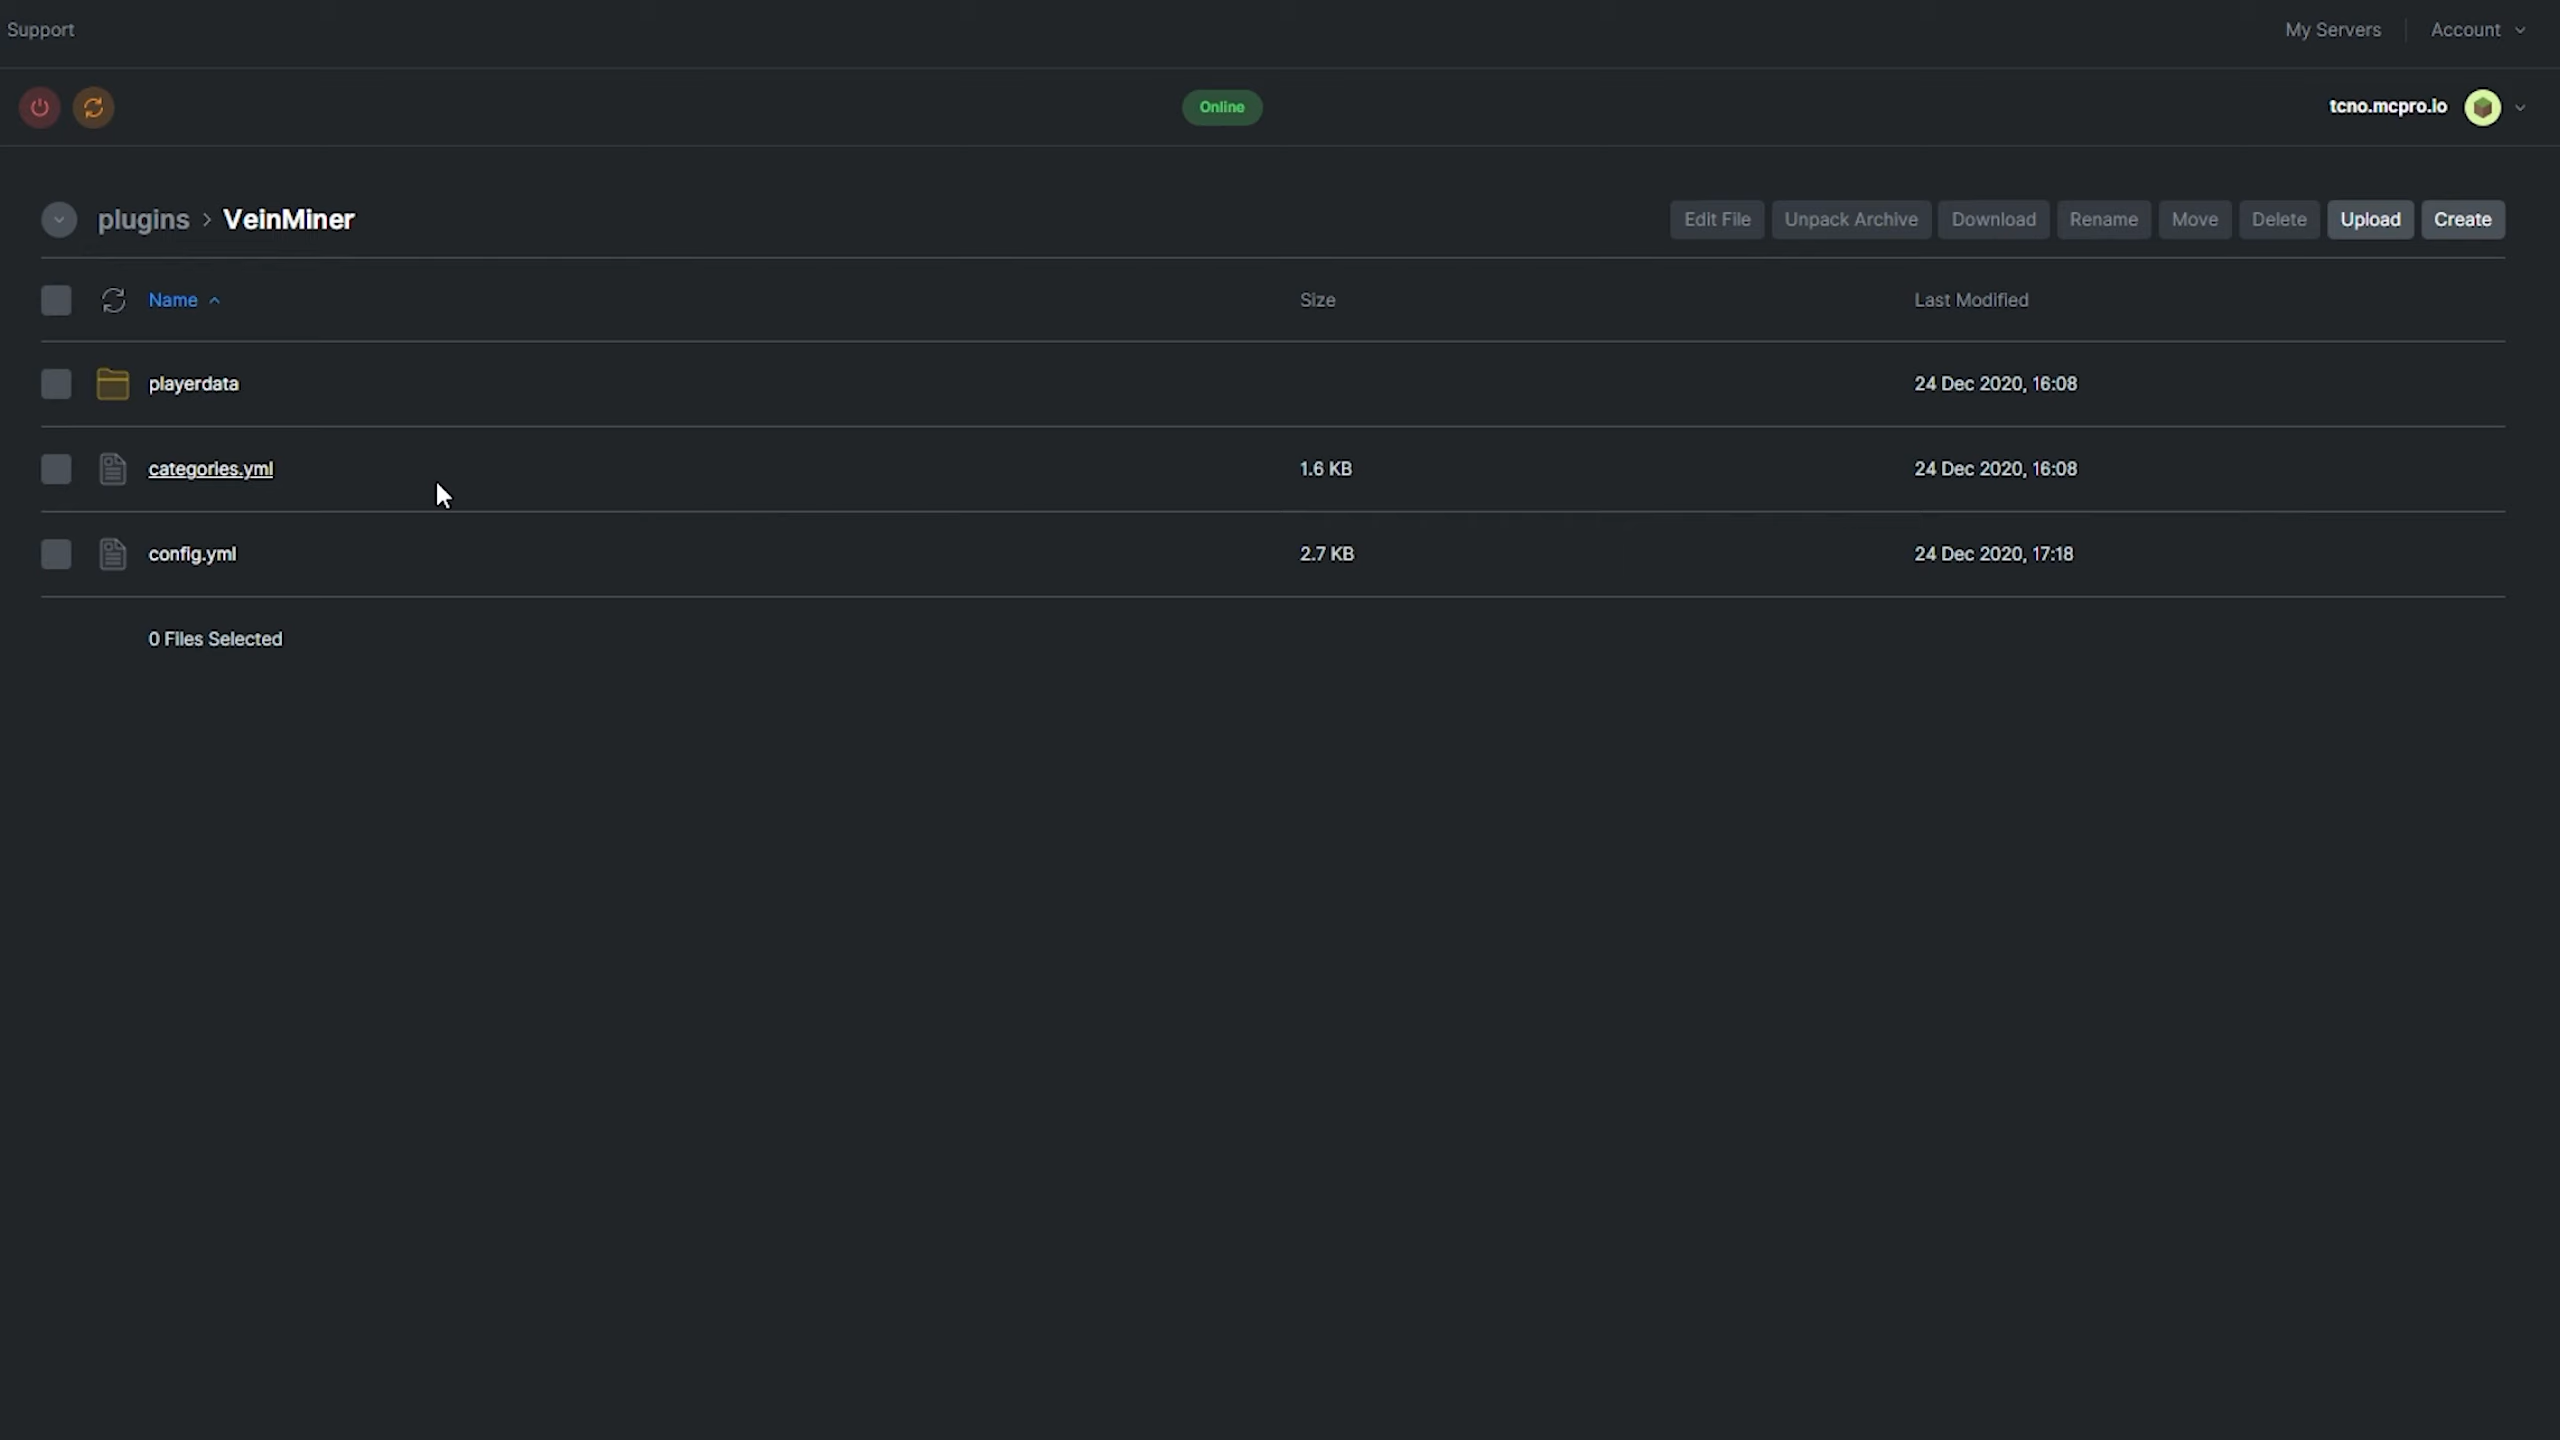 Support
My Servers
Account
Online
tcno.mcpro.io
plugins > VeinMiner
Edit File
Unpack Archive
Download
Rename
Move
Delete
Upload
Create
Name
Size
Last Modified
playerdata
24 Dec 2020, 16:08
categories.yml
1.6 KB
24 Dec 2020, 16:08
config.yml
2.7 KB
24 Dec 2020, 17:18
0 Files Selected